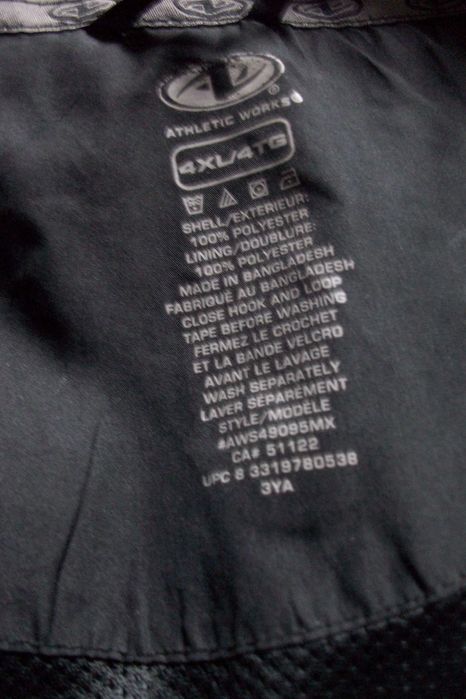 ATHLETIC WORKS
4XL/4TG
SHELL/EXTERIEUR:
100% POLYESTER
LINING/DOUBLURE:
100% POLYESTER
MADE IN BANGLADESH
FABRIQUÉ AU BANGLADESH
CLOSE HOOK AND LOOP
TAPE BEFORE WASHING
FERMEZ LE CROCHET
ET LA BANDE VELCRO
AVANT LE LAVAGE
WASH SEPARATELY
LAVER SÉPARÉMENT
STYLE/MODÈLE
#AWS49095MX
CA# 51122
UPC 8 3319780538
3YA